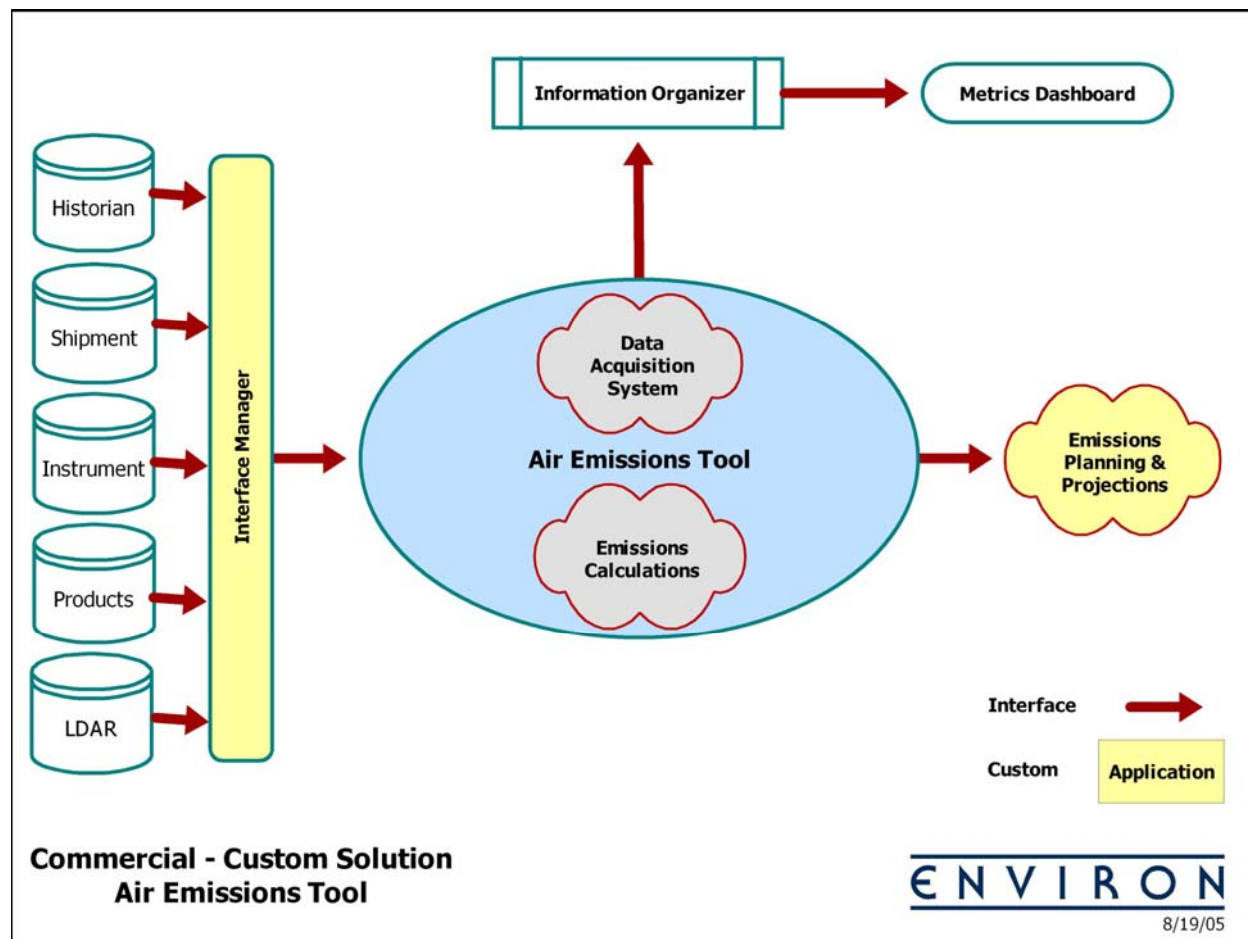 Information Organizer
Metrics Dashboard
Historian
Shipment
Instrument
Products
LDAR
Interface Manager
Data
Acquisition
System
Air Emissions Tool
Emissions
Calculations
Emissions
Planning &
Projections
Interface
Custom
Application
Commercial - Custom Solution
Air Emissions Tool
ENVIRON
8/19/05